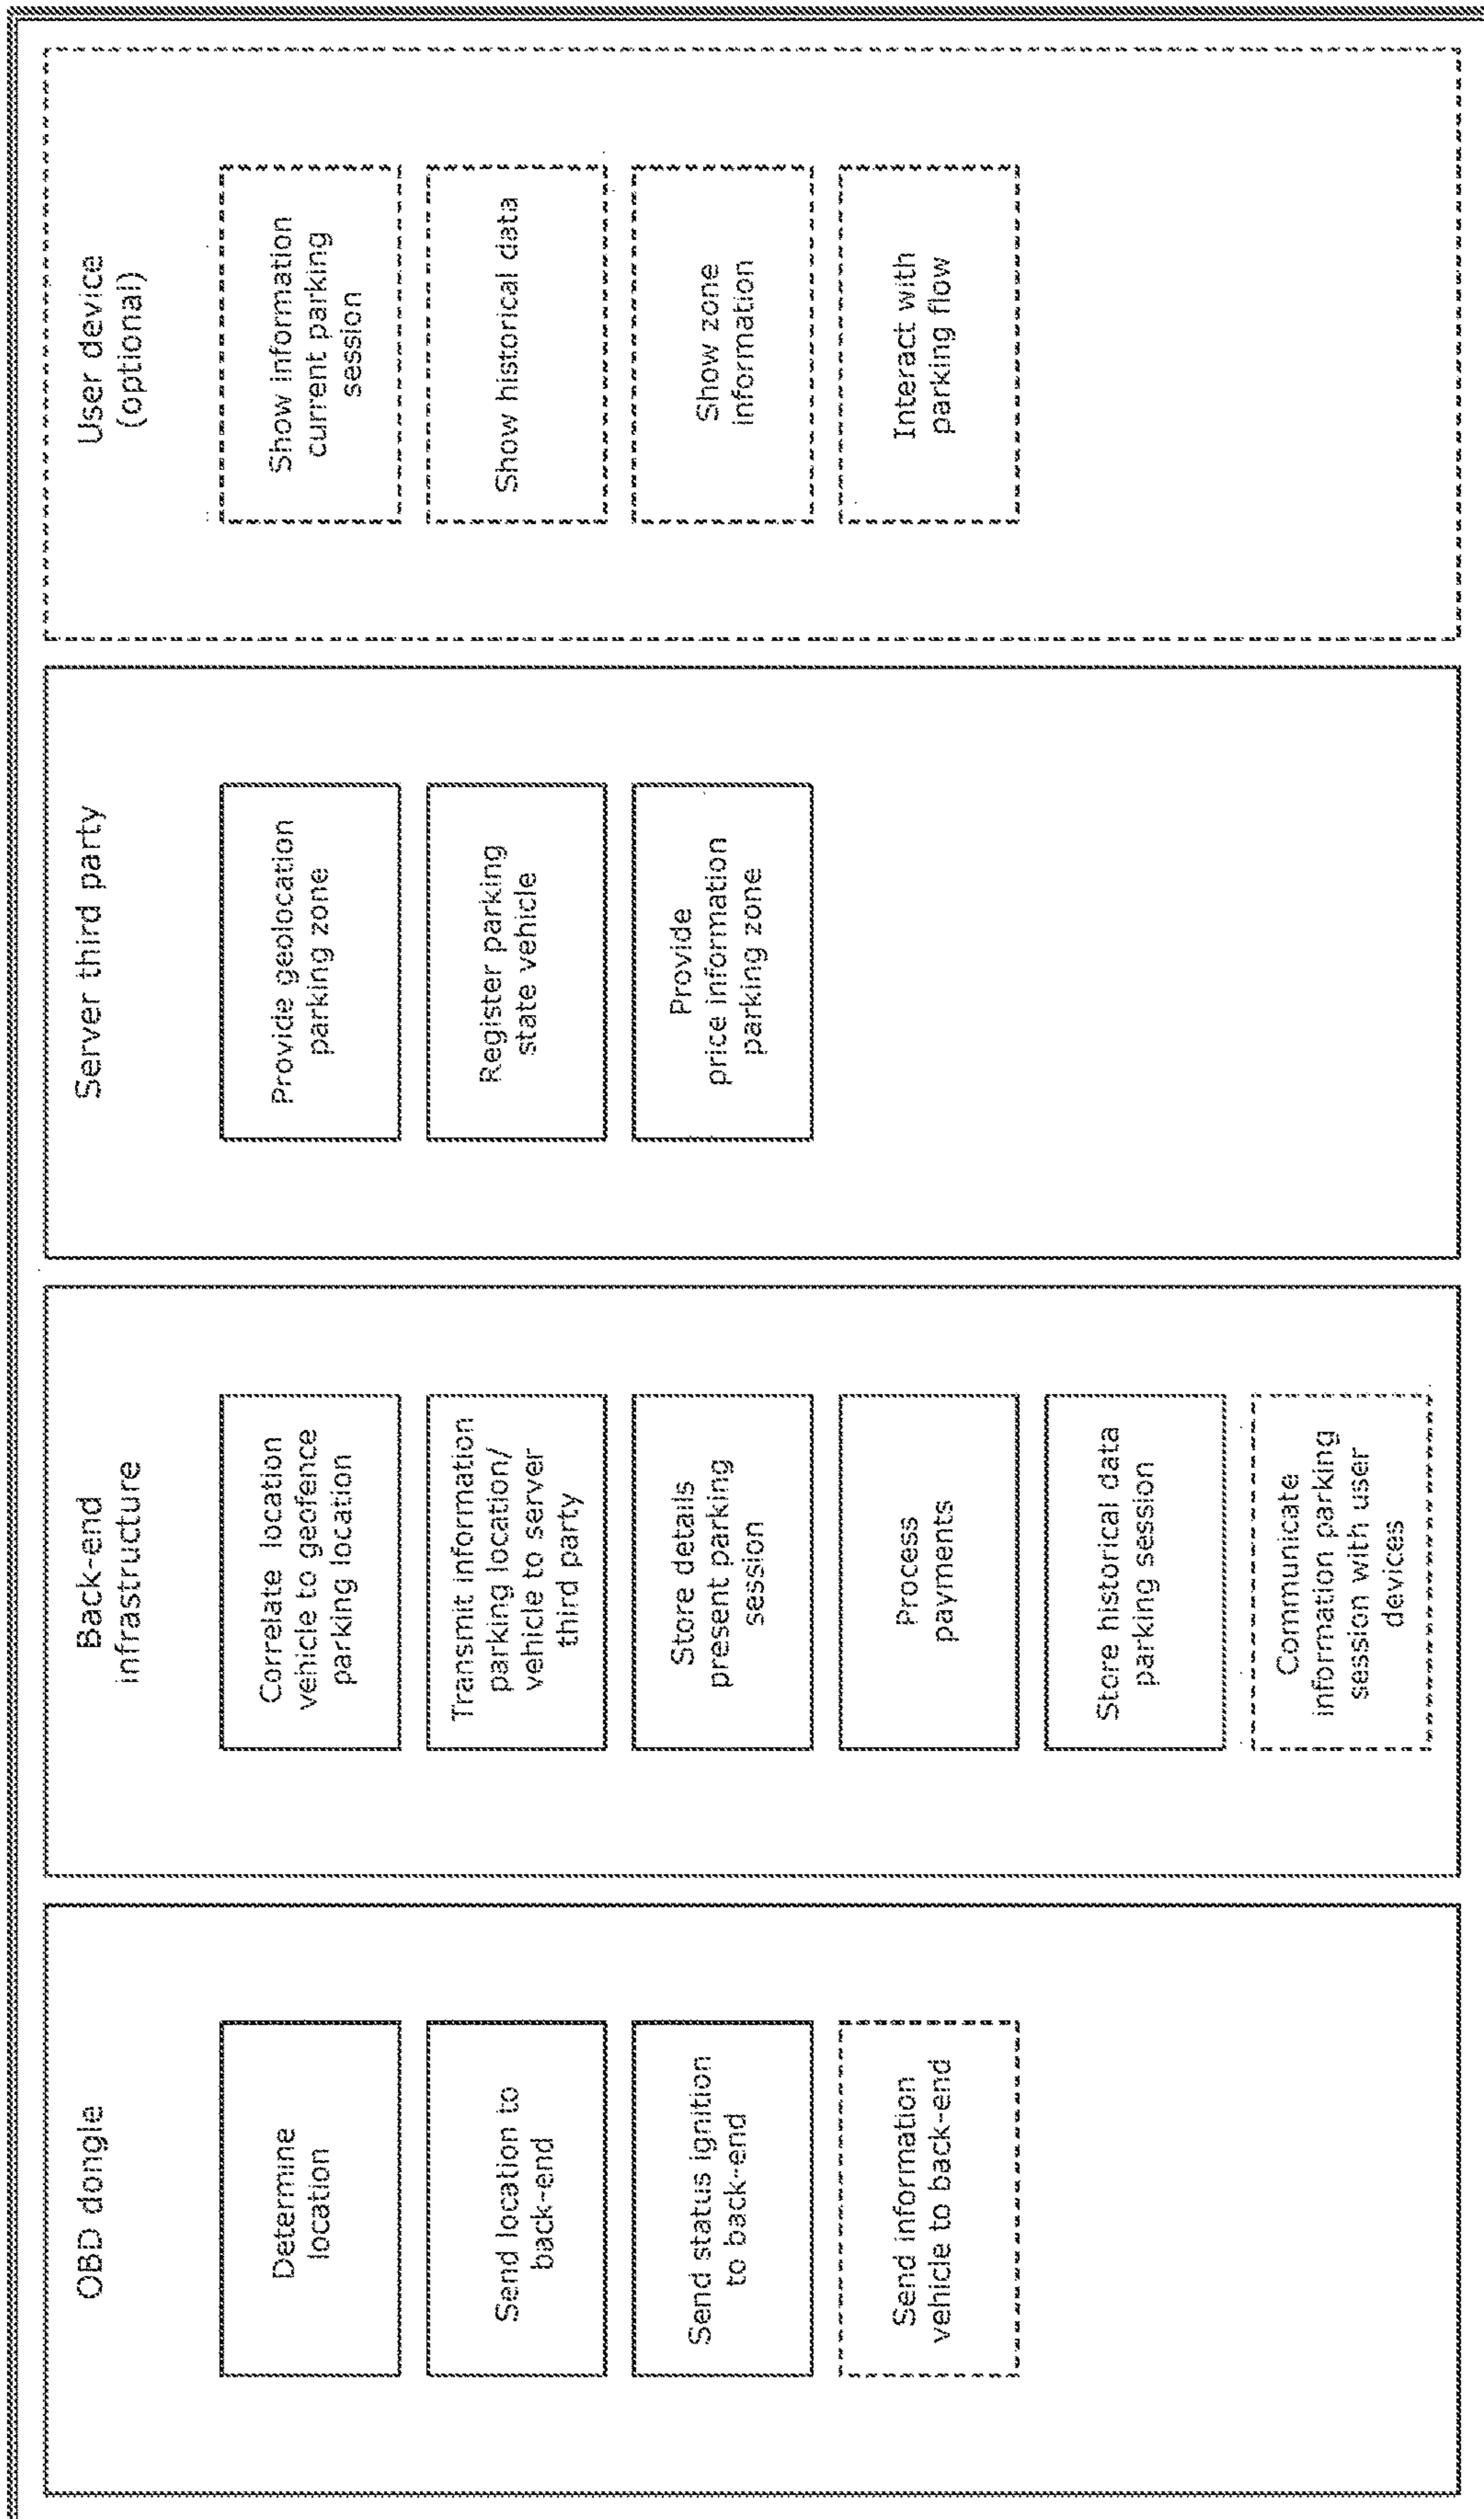 OBD dongle
Determine
location
Send location to
back-end
Send status ignition
to back-end
Send information
vehicle to back-end
Back-end
infrastructure
Correlate location
vehicle to geofence
parking location
Transmit information
parking location/
vehicle to server
third party
Store details
present parking
session
Process
payments
Store historical data
parking session
Communicate
information parking
session with user
devices
Server third party
Provide geolocation
parking zone
Register parking
state vehicle
Provide
price information
parking zone
User device
(optional)
Show information
current parking
session
Show historical data
Show zone
information
Interact with
parking flow